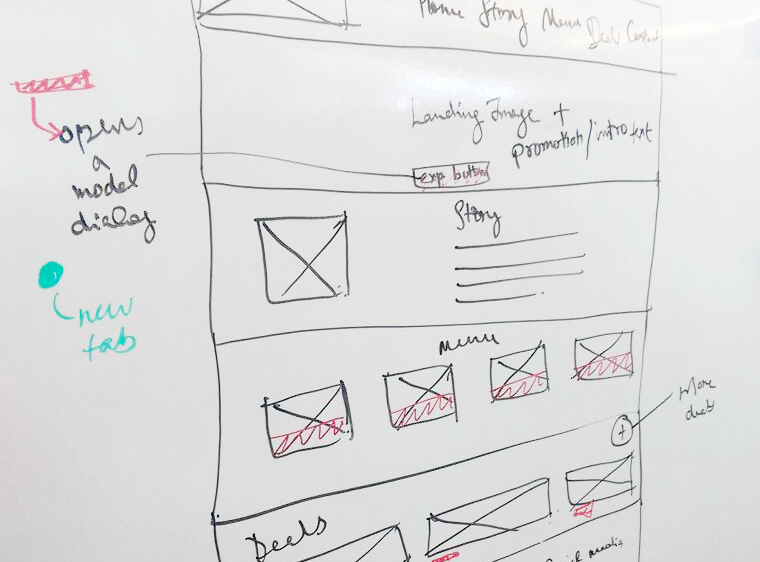 Home Story Menu Deals Contact
Landing Image +
promotion/intro text
exp button
opens
a
model
dialog
new
tab
Story
Menu
+
More
deals
Deals
media